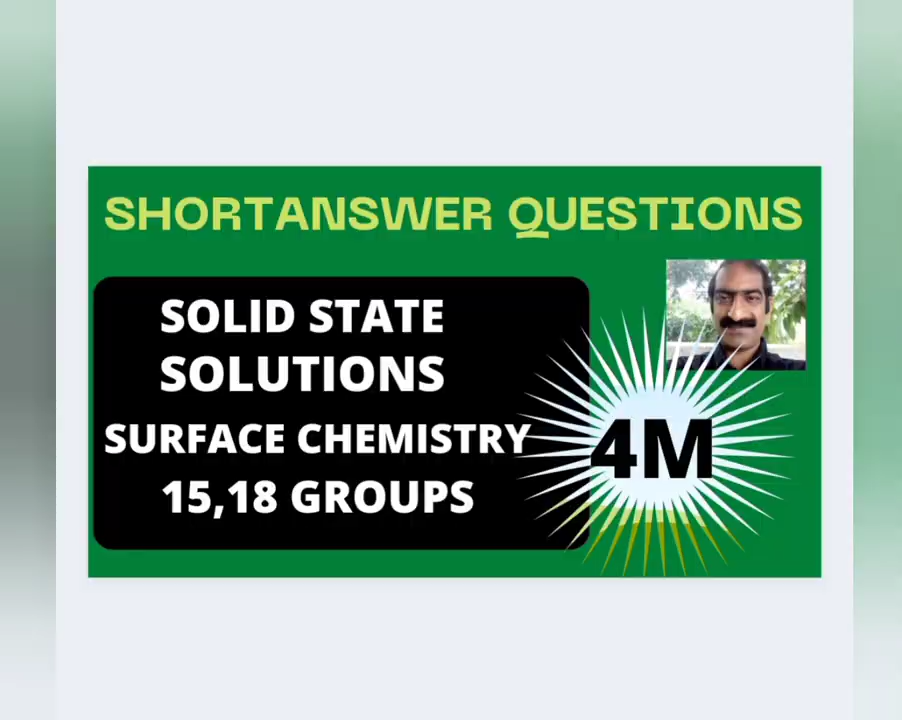 SHORTANSWER QUESTIONS
SOLID STATE
SOLUTIONS
SURFACE CHEMISTRY
15,18 GROUPS
4M